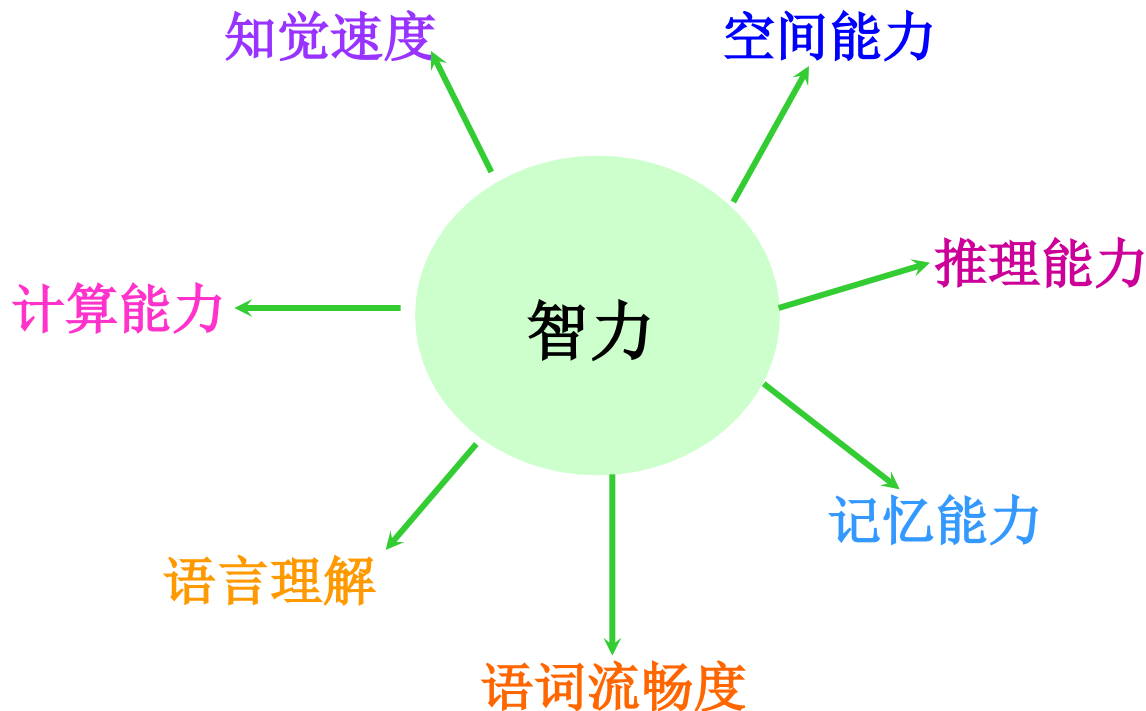 知觉速度
空间能力
推理能力
计算能力
智力
记忆能力
语言理解
语词流畅度